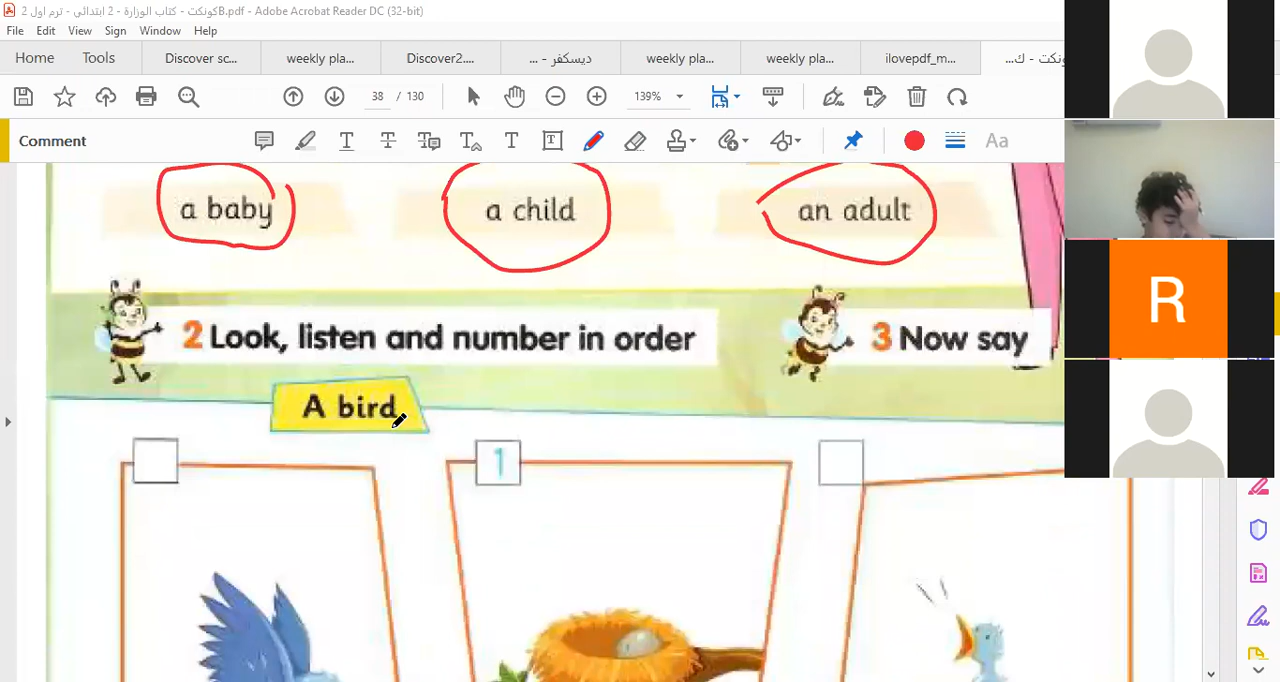 كونكت - كتاب الوزارة - 2 ابتدائي - ترم اول 2B.pdf - Adobe Acrobat Reader DC (32-bit)
File Edit View Sign Window Help
Home Tools Discover sc... weekly pla... Discover2.... ديسكفر - ... weekly pla... weekly pla... ilovepdf_m... ونكت - ك...
38 / 130 139%
Comment
Aa
a baby a child an adult
R
2 Look, listen and number in order 3 Now say
A bird
1